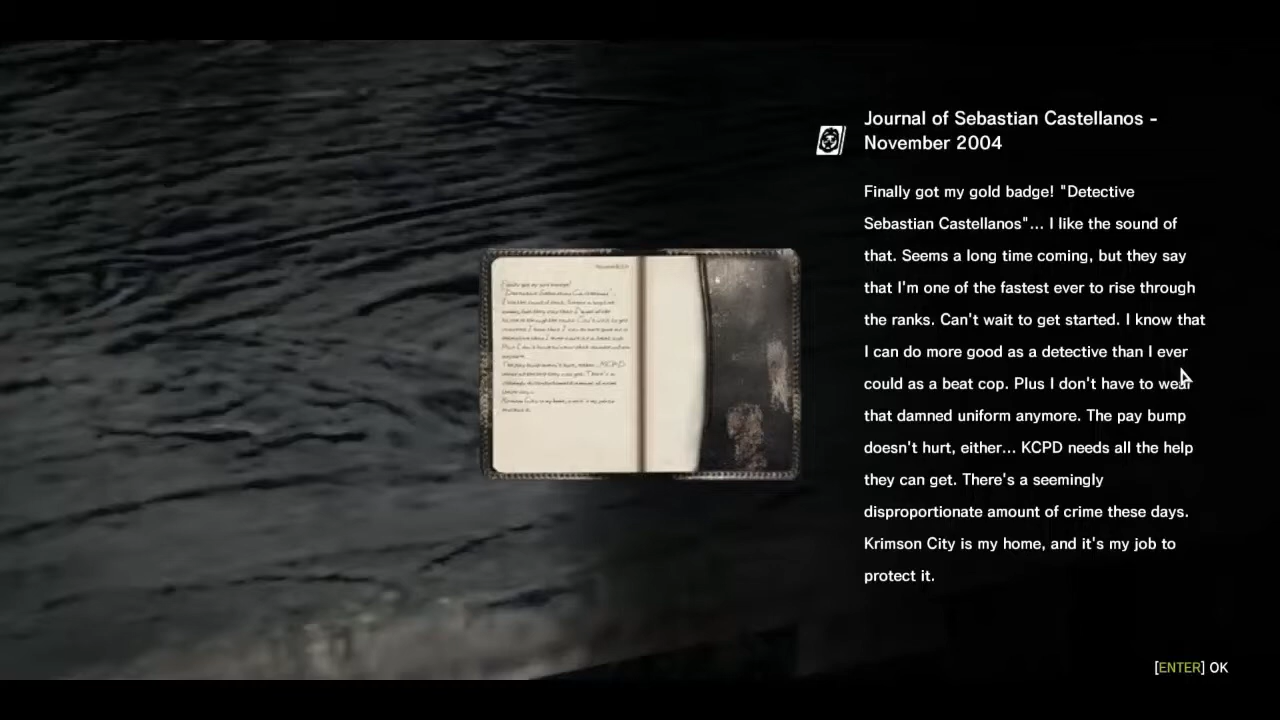 Journal of Sebastian Castellanos -
November 2004
Finally got my gold badge! "Detective
Sebastian Castellanos"... I like the sound of
that. Seems a long time coming, but they say
that I'm one of the fastest ever to rise through
the ranks. Can't wait to get started. I know that
I can do more good as a detective than I ever
could as a beat cop. Plus I don't have to wear
that damned uniform anymore. The pay bump
doesn't hurt, either... KCPD needs all the help
they can get. There's a seemingly
disproportionate amount of crime these days.
Krimson City is my home, and it's my job to
protect it.
[ENTER] OK